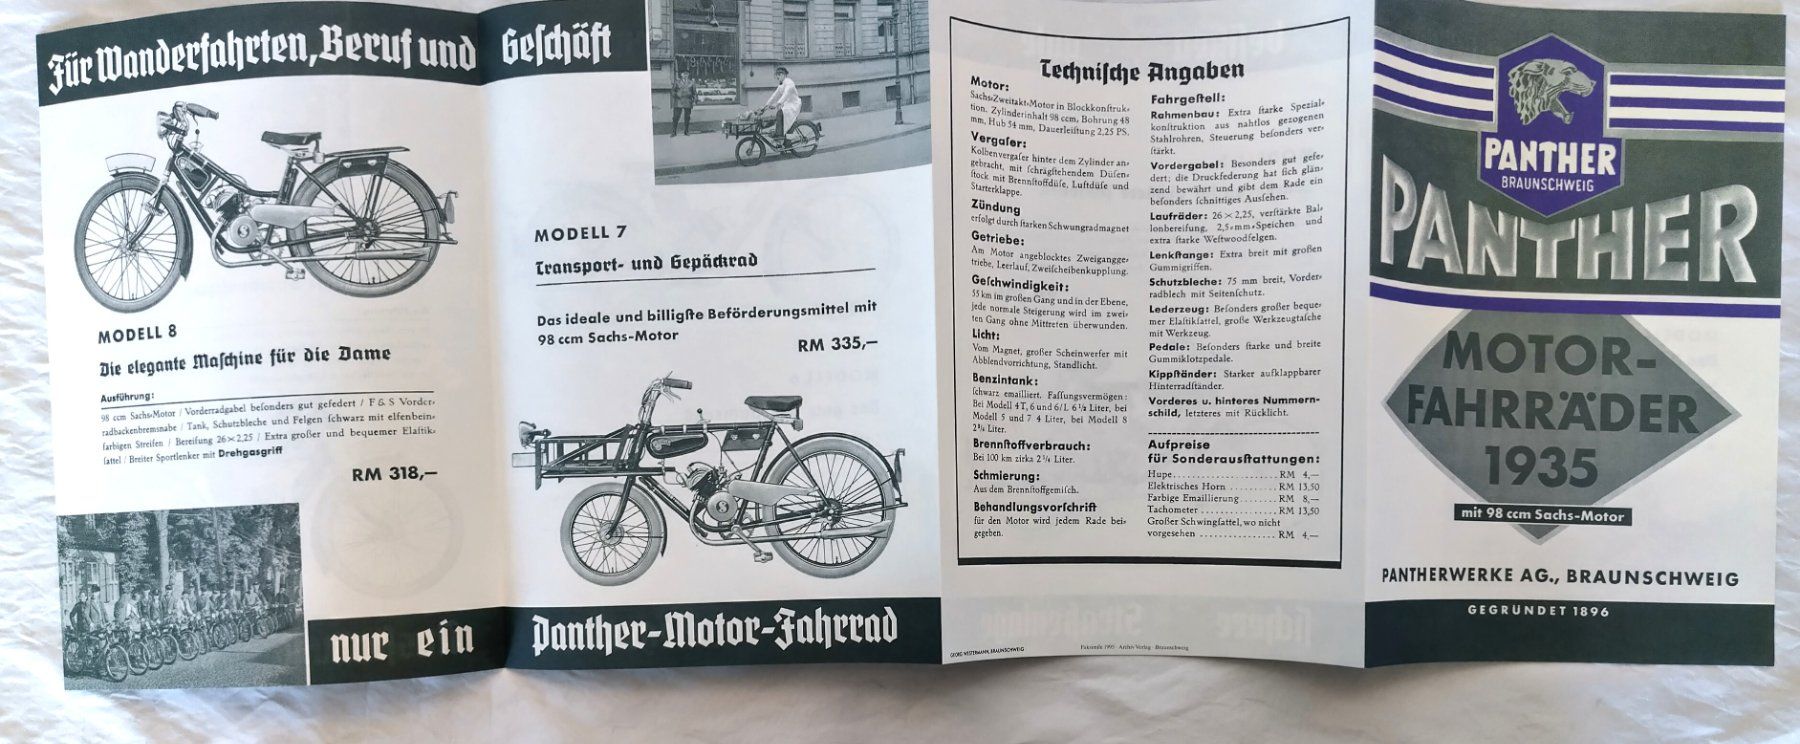 Für Wanderfahrten, Beruf und Geschäft
MODELL 8
Die elegante Maſchine für die Dame
Ausführung:
98 ccm Sachs-Motor / Vorderradgabel beſonders gut gefedert / F & S Vorder-
radbackenbremsnabe / Tank, Schutzbleche und Felgen ſchwarz mit elfenbein-
farbigen Streifen / Bereifung 26×2,25 / Extra großer und bequemer Elaſtik-
ſattel / Breiter Sportlenker mit Drehgasgriff
RM 318,—
MODELL 7
Transport- und Gepäckrad
Das ideale und billigſte Beförderungsmittel mit
98 ccm Sachs-Motor
RM 335,—
nur ein Panther-Motor-Fahrrad
Techniſche Angaben
Motor:
Sachs-Zweitakt-Motor in Blockkonſtruk-
tion, Zylinderinhalt 98 ccm, Bohrung 48
mm, Hub 54 mm, Dauerleiſtung 2,25 PS.
Vergaſer:
Kolbenvergaſer hinter dem Zylinder an-
gebracht, mit ſchrägſtehendem Düſen-
ſtock mit Brennſtoffdüſe, Luftdüſe und
Starterklappe.
Zündung
erfolgt durch ſtarken Schwungradmagnet
Getriebe:
Am Motor angeblocktes Zweigangge-
triebe, Leerlauf, Zweiſcheibenkupplung.
Geſchwindigkeit:
55 km im großen Gang und in der Ebene,
jede normale Steigerung wird im zwei-
ten Gang ohne Mittreten überwunden.
Licht:
Vom Magnet, großer Scheinwerfer mit
Abblendvorrichtung, Standlicht.
Benzintank:
ſchwarz emailliert. Faſſungsvermögen:
Bei Modell 4T, 6 und 6/L 6½ Liter, bei
Modell 5 und 7 4 Liter, bei Modell 8
2¾ Liter.
Brennſtoffverbrauch:
Bei 100 km zirka 2¼ Liter.
Schmierung:
Aus dem Brennſtoffgemiſch.
Behandlungsvorſchrift
für den Motor wird jedem Rade bei-
gegeben.
Fahrgeſtell:
Rahmenbau: Extra ſtarke Spezial-
konſtruktion aus nahtlos gezogenen
Stahlrohren, Steuerung beſonders ver-
ſtärkt.
Vordergabel: Beſonders gut gefe-
dert; die Druckfederung hat ſich glän-
zend bewährt und gibt dem Rade ein
beſonders ſchnittiges Ausſehen.
Laufräder: 26×2,25, verſtärkte Bal-
lonbereifung, 2,5-mm-Speichen und
extra ſtarke Weſtwoodfelgen.
Lenkſtange: Extra breit mit großen
Gummigriffen.
Schutzbleche: 75 mm breit, Vorder-
radblech mit Seitenſchutz.
Lederzeug: Beſonders großer beque-
mer Elaſtikſattel, große Werkzeugtaſche
mit Werkzeug.
Pedale: Beſonders ſtarke und breite
Gummiklotzpedale.
Kippſtänder: Starker aufklappbarer
Hinterradſtänder.
Vorderes u. hinteres Nummern-
ſchild, letzteres mit Rücklicht.
Aufpreise
für Sonderausſtattungen:
Hupe.................... RM 4,—
Elektrisches Horn .......... RM 13,50
Farbige Emaillierung....... RM 8,—
Tachometer ............... RM 13,50
Großer Schwingſattel, wo nicht
vorgesehen ............... RM 4,—
GEORG WESTERMANN, BRAUNSCHWEIG
Faksimile 1995 · Archiv Verlag · Braunschweig
PANTHER
BRAUNSCHWEIG
PANTHER
MOTOR-
FAHRRÄDER
1935
mit 98 ccm Sachs-Motor
PANTHERWERKE AG., BRAUNSCHWEIG
GEGRÜNDET 1896